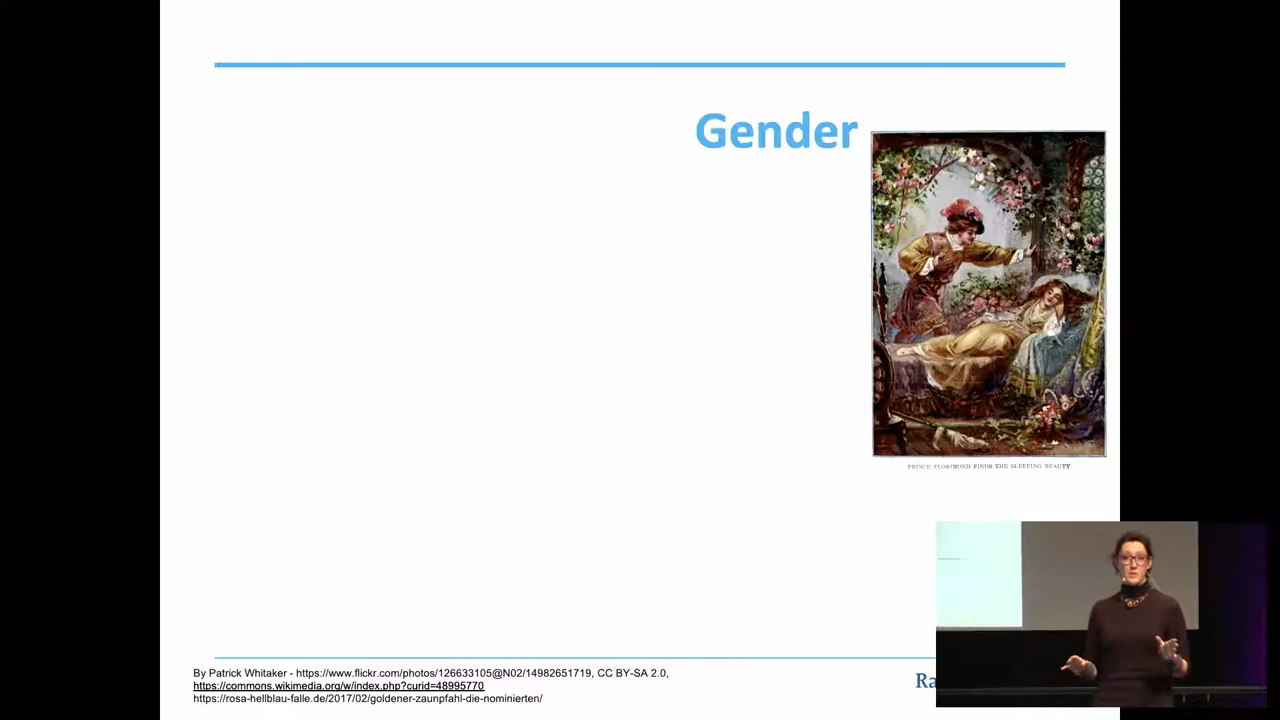 Gender
PRINCE FLORIMOND FINDS THE SLEEPING BEAUTY
By Patrick Whitaker - https://www.flickr.com/photos/126633105@N02/14982651719, CC BY-SA 2.0,
https://commons.wikimedia.org/w/index.php?curid=48995770
https://rosa-hellblau-falle.de/2017/02/goldener-zaunpfahl-die-nominierten/
Ra